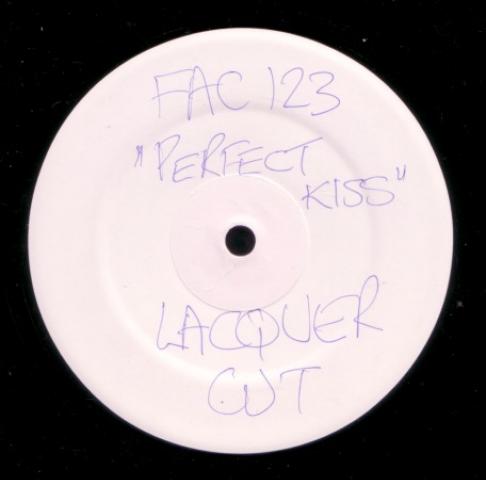 FAC 123
"PERFECT
KISS"
LACQUER
CUT